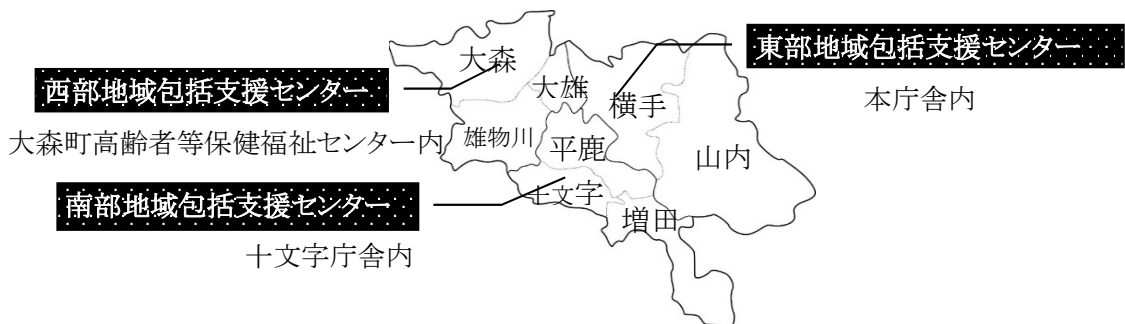 東部地域包括支援センター
本庁舎内
大森
西部地域包括支援センター
大雄
横手
大森町高齢者等保健福祉センター内
雄物川
平鹿
山内
南部地域包括支援センター
十文字
増田
十文字庁舎内